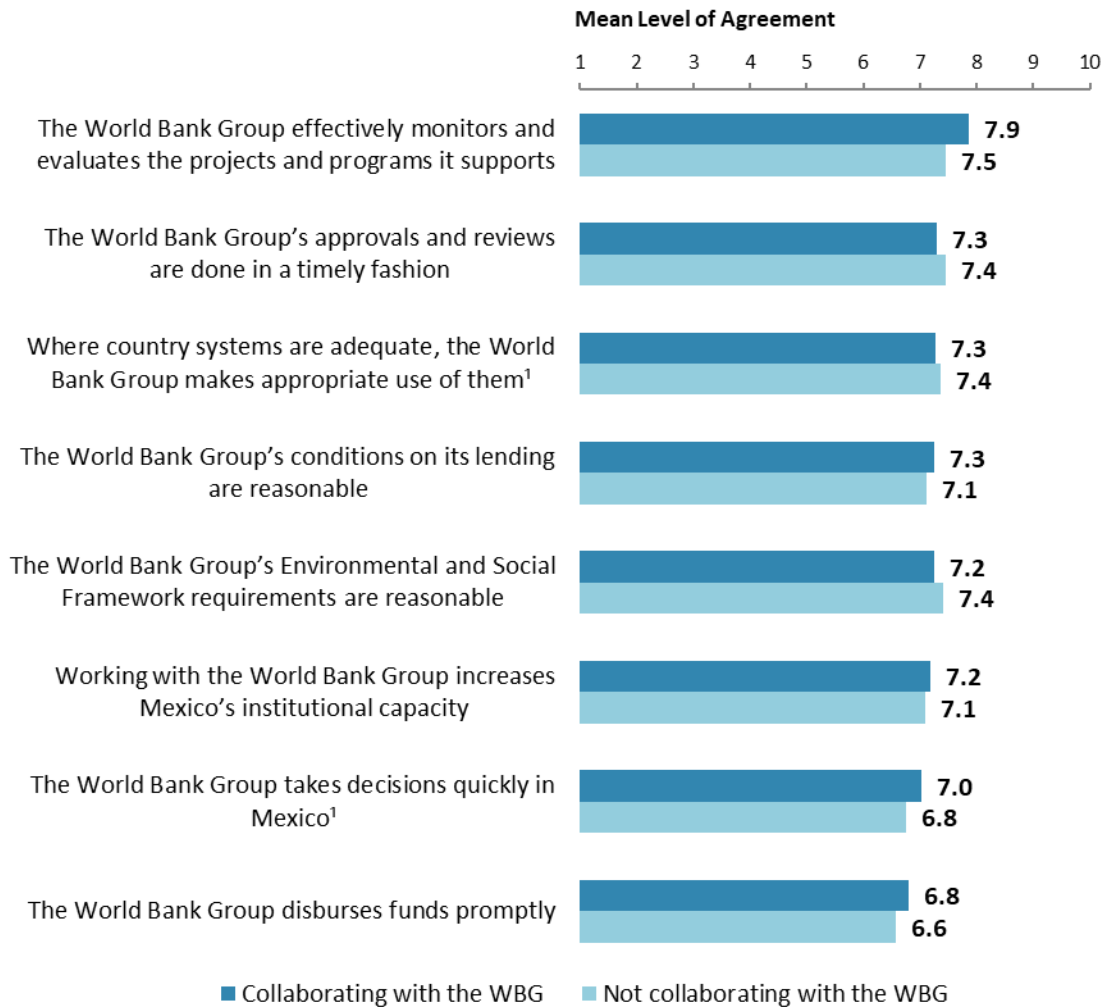 Mean Level of Agreement
1 2 3 4 5 6 7 8 9 10
The World Bank Group effectively monitors and
evaluates the projects and programs it supports
7.9
7.5
The World Bank Group’s approvals and reviews
are done in a timely fashion
7.3
7.4
Where country systems are adequate, the World
Bank Group makes appropriate use of them¹
7.3
7.4
The World Bank Group’s conditions on its lending
are reasonable
7.3
7.1
The World Bank Group’s Environmental and Social
Framework requirements are reasonable
7.2
7.4
Working with the World Bank Group increases
Mexico’s institutional capacity
7.2
7.1
The World Bank Group takes decisions quickly in
Mexico¹
7.0
6.8
The World Bank Group disburses funds promptly
6.8
6.6
Collaborating with the WBG Not collaborating with the WBG